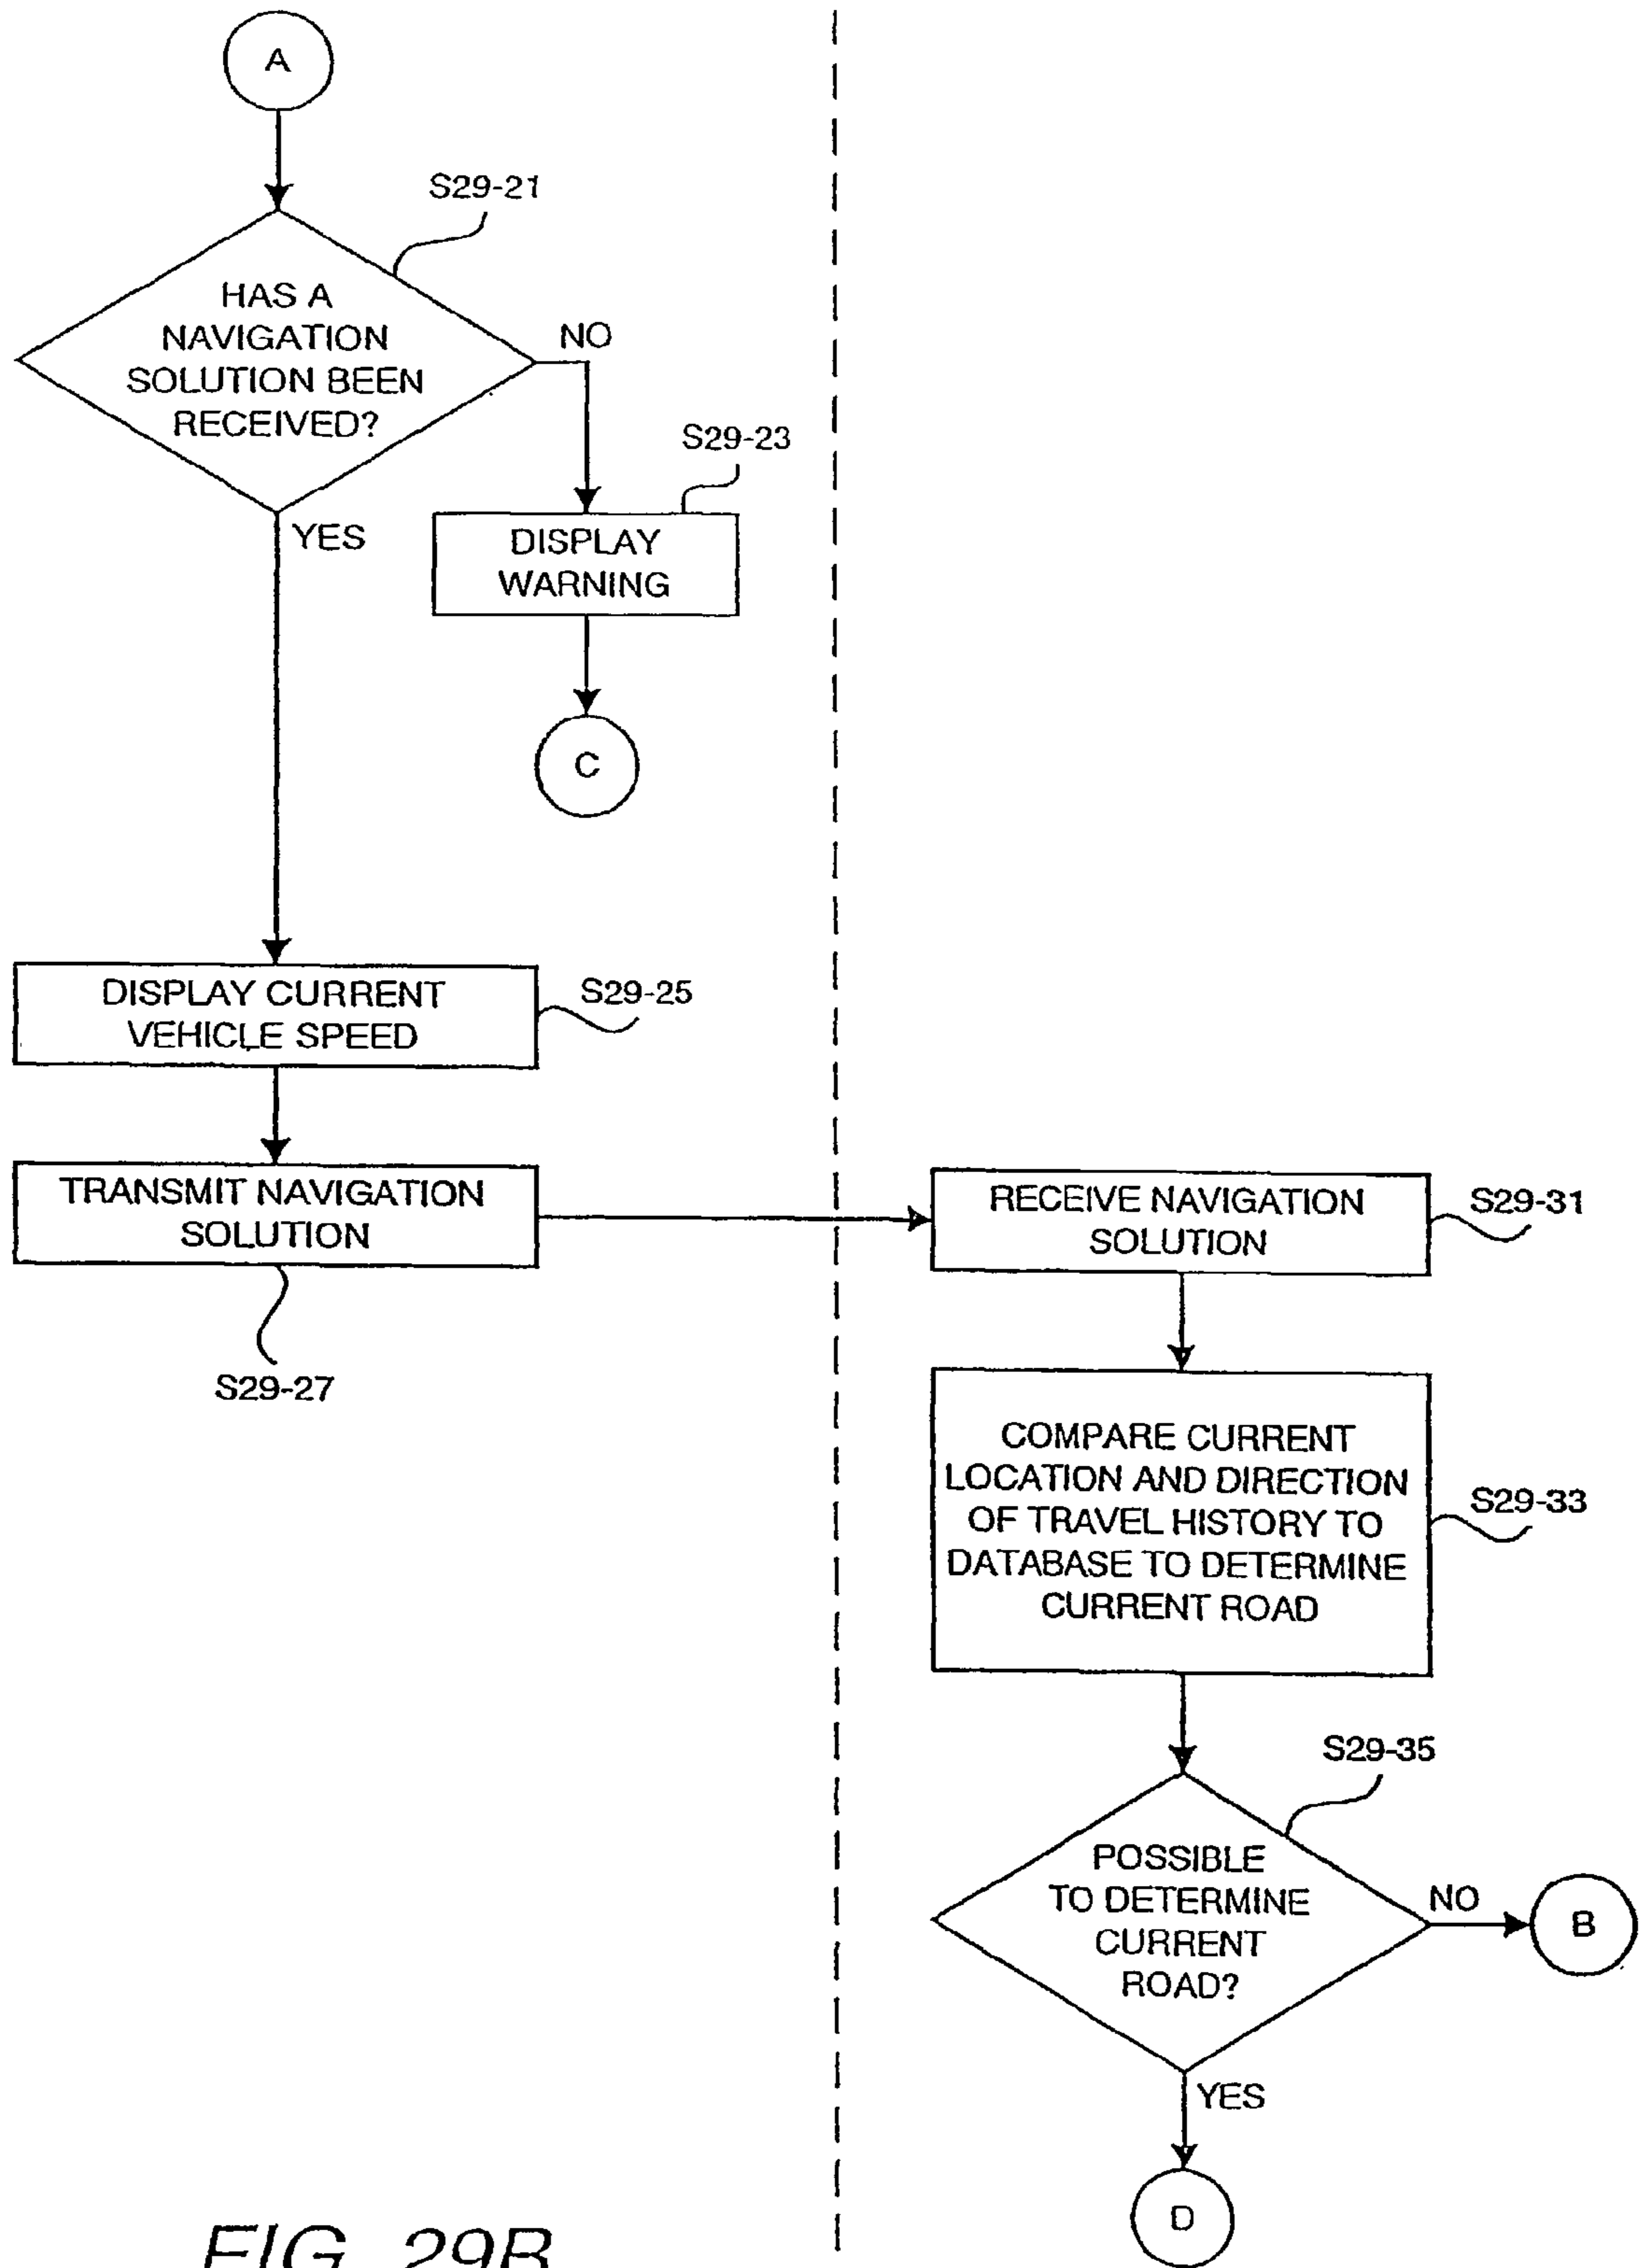 A
S29-21
HAS A
NAVIGATION
SOLUTION BEEN
RECEIVED?
NO
S29-23
DISPLAY
WARNING
C
YES
DISPLAY CURRENT
VEHICLE SPEED
S29-25
TRANSMIT NAVIGATION
SOLUTION
S29-27
RECEIVE NAVIGATION
SOLUTION
S29-31
COMPARE CURRENT
LOCATION AND DIRECTION
OF TRAVEL HISTORY TO
DATABASE TO DETERMINE
CURRENT ROAD
S29-33
S29-35
POSSIBLE
TO DETERMINE
CURRENT
ROAD?
NO
B
YES
D
FIG. 29B